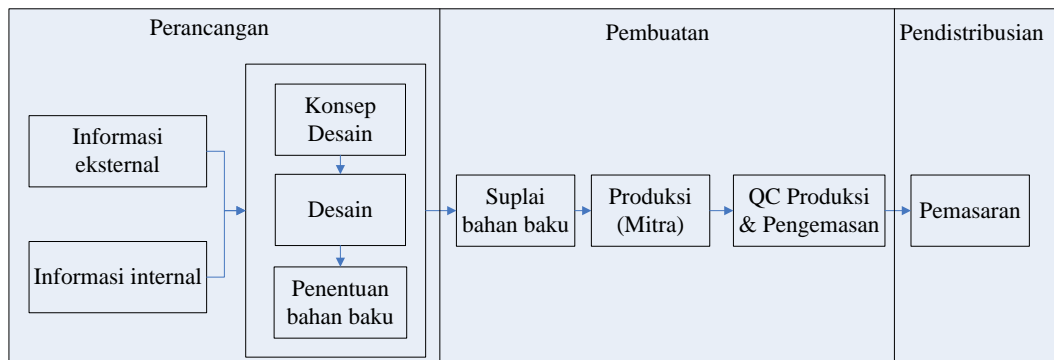 Perancangan
Informasi
eksternal
Informasi internal
Konsep
Desain
Desain
Penentuan
bahan baku
Pembuatan
Suplai
bahan baku
Produksi
(Mitra)
QC Produksi
& Pengemasan
Pendistribusian
Pemasaran